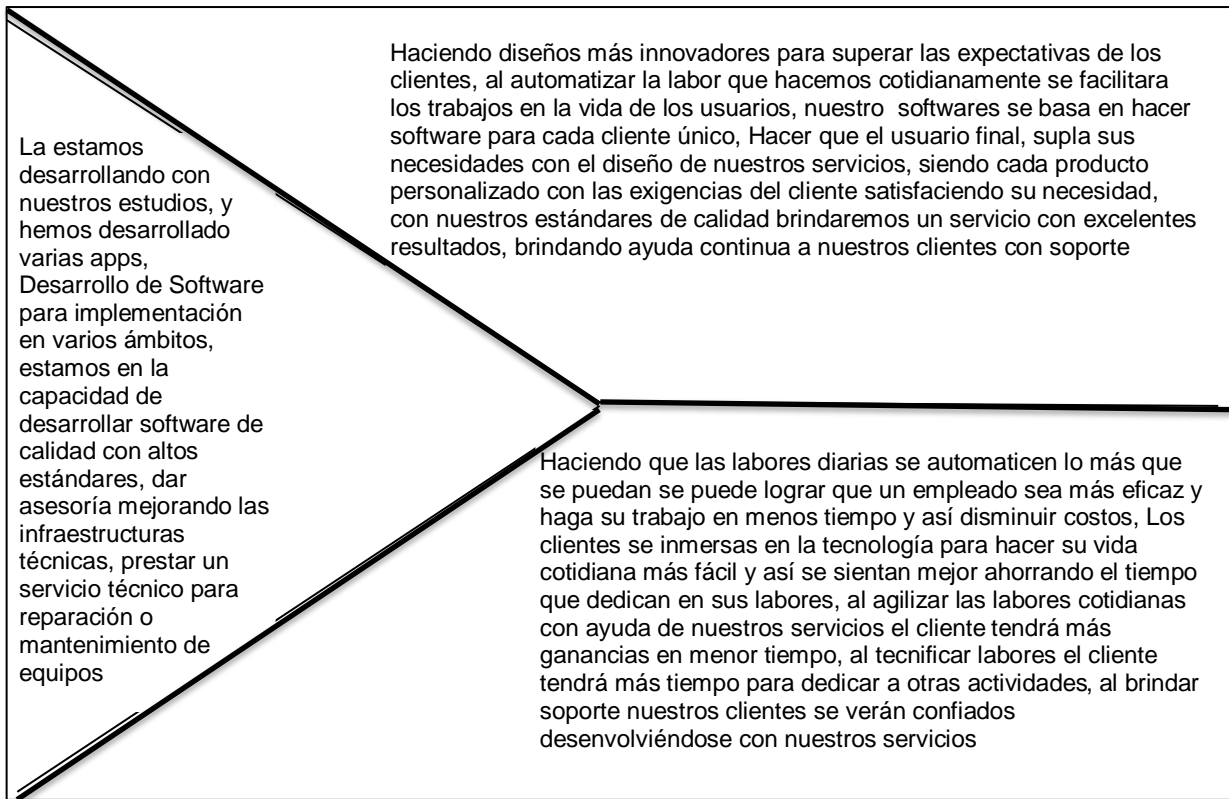 La estamos
desarrollando con
nuestros estudios, y
hemos desarrollado
varias apps,
Desarrollo de Software
para implementación
en varios ámbitos,
estamos en la
capacidad de
desarrollar software de
calidad con altos
estándares, dar
asesoría mejorando las
infraestructuras
técnicas, prestar un
servicio técnico para
reparación o
mantenimiento de
equipos
Haciendo diseños más innovadores para superar las expectativas de los
clientes, al automatizar la labor que hacemos cotidianamente se facilitara
los trabajos en la vida de los usuarios, nuestro softwares se basa en hacer
software para cada cliente único, Hacer que el usuario final, supla sus
necesidades con el diseño de nuestros servicios, siendo cada producto
personalizado con las exigencias del cliente satisfaciendo su necesidad,
con nuestros estándares de calidad brindaremos un servicio con excelentes
resultados, brindando ayuda continua a nuestros clientes con soporte
Haciendo que las labores diarias se automaticen lo más que
se puedan se puede lograr que un empleado sea más eficaz y
haga su trabajo en menos tiempo y así disminuir costos, Los
clientes se inmersas en la tecnología para hacer su vida
cotidiana más fácil y así se sientan mejor ahorrando el tiempo
que dedican en sus labores, al agilizar las labores cotidianas
con ayuda de nuestros servicios el cliente tendrá más
ganancias en menor tiempo, al tecnificar labores el cliente
tendrá más tiempo para dedicar a otras actividades, al brindar
soporte nuestros clientes se verán confiados
desenvolviéndose con nuestros servicios